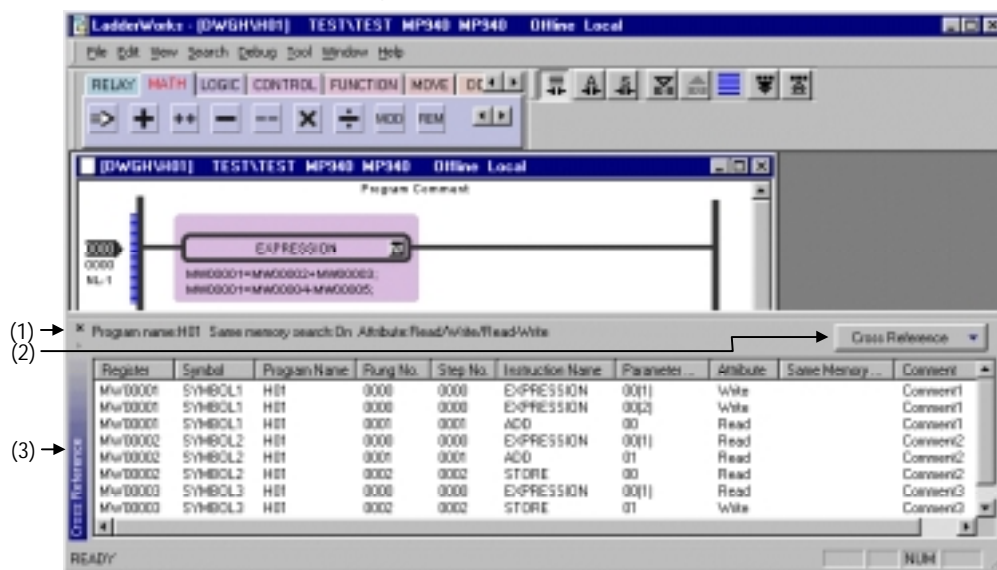 LadderWorks - [DWGH\H01] TEST\TEST MP940 MP940 Offline Local
File Edit View Search Debug Tool Window Help
RELAY MATH LOGIC CONTROL FUNCTION MOVE
++ -- MOD REM
[DWGH\H01] TEST\TEST MP940 MP940 Offline Local
Program Comment
0000
NL-1
EXPRESSION
MW00001=MW00002+MW00003;
MW00001=MW00004-MW00005;
(1) Program name:H01 Same memory search:On Attribute:Read/Write/Read-Write
(2) Cross Reference
Register Symbol Program Name Rung No. Step No. Instruction Name Parameter ... Attribute Same Memory ... Comment
MW00001 SYMBOL1 H01 0000 0000 EXPRESSION 00[1] Write Comment1
MW00001 SYMBOL1 H01 0000 0000 EXPRESSION 00[2] Write Comment1
MW00001 SYMBOL1 H01 0001 0001 ADD 00 Read Comment1
MW00002 SYMBOL2 H01 0000 0000 EXPRESSION 00[1] Read Comment2
MW00002 SYMBOL2 H01 0001 0001 ADD 01 Read Comment2
MW00002 SYMBOL2 H01 0002 0002 STORE 00 Read Comment2
MW00003 SYMBOL3 H01 0000 0000 EXPRESSION 00[1] Read Comment3
MW00003 SYMBOL3 H01 0002 0002 STORE 01 Write Comment3
(3) Cross Reference
READY NUM